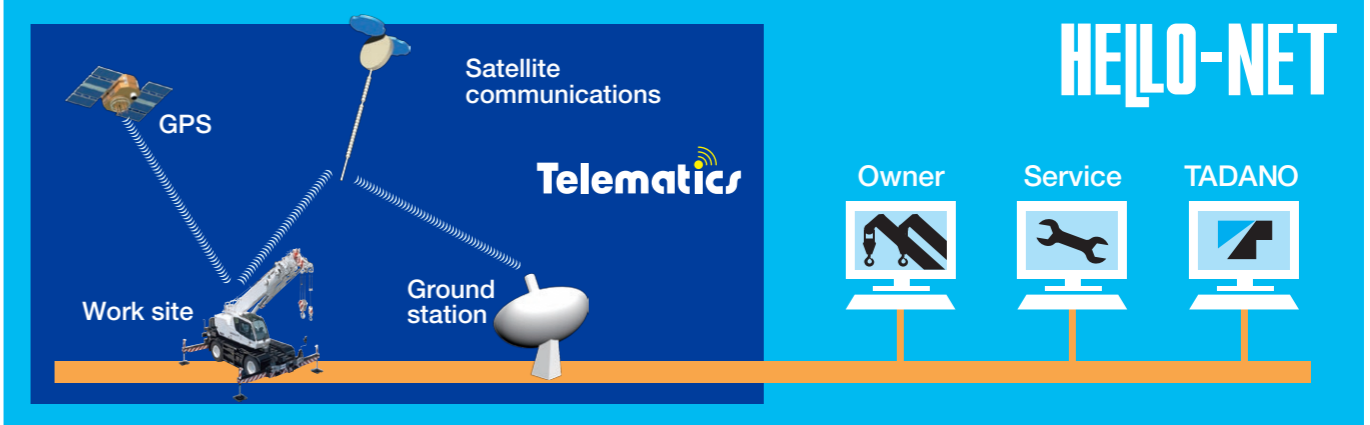 HELLO-NET
Satellite
communications
GPS
Telematics
Owner
Service
TADANO
Ground
station
Work site